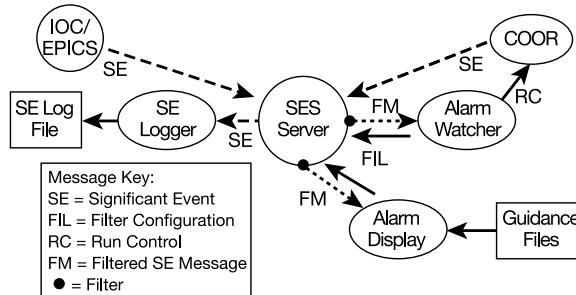 IOC/
EPICS
COOR
SE
SE
SE Log
File
SE
Logger
SE
SES
Server
FM
Alarm
Watcher
RC
FIL
Message Key:
SE = Significant Event
FIL = Filter Configuration
RC = Run Control
FM = Filtered SE Message
= Filter
FM
Alarm
Display
Guidance
Files